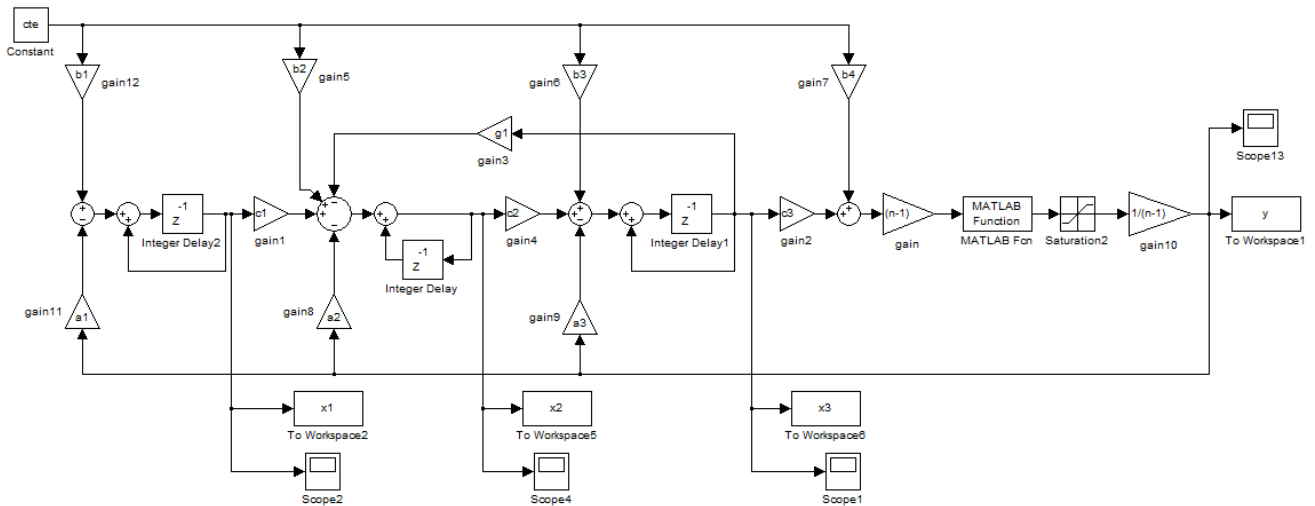 cte
Constant
b1
gain12
b2
gain5
b3
gain6
b4
gain7
g1
gain3
Scope13
-1
Z
Integer Delay2
c1
gain1
-1
Z
Integer Delay
c2
gain4
-1
Z
Integer Delay1
c3
gain2
(n-1)
gain
MATLAB
Function
MATLAB Fcn
Saturation2
1/(n-1)
gain10
y
To Workspace1
gain11
a1
gain8
a2
gain9
a3
x1
To Workspace2
x2
To Workspace5
x3
To Workspace6
Scope2
Scope4
Scope1